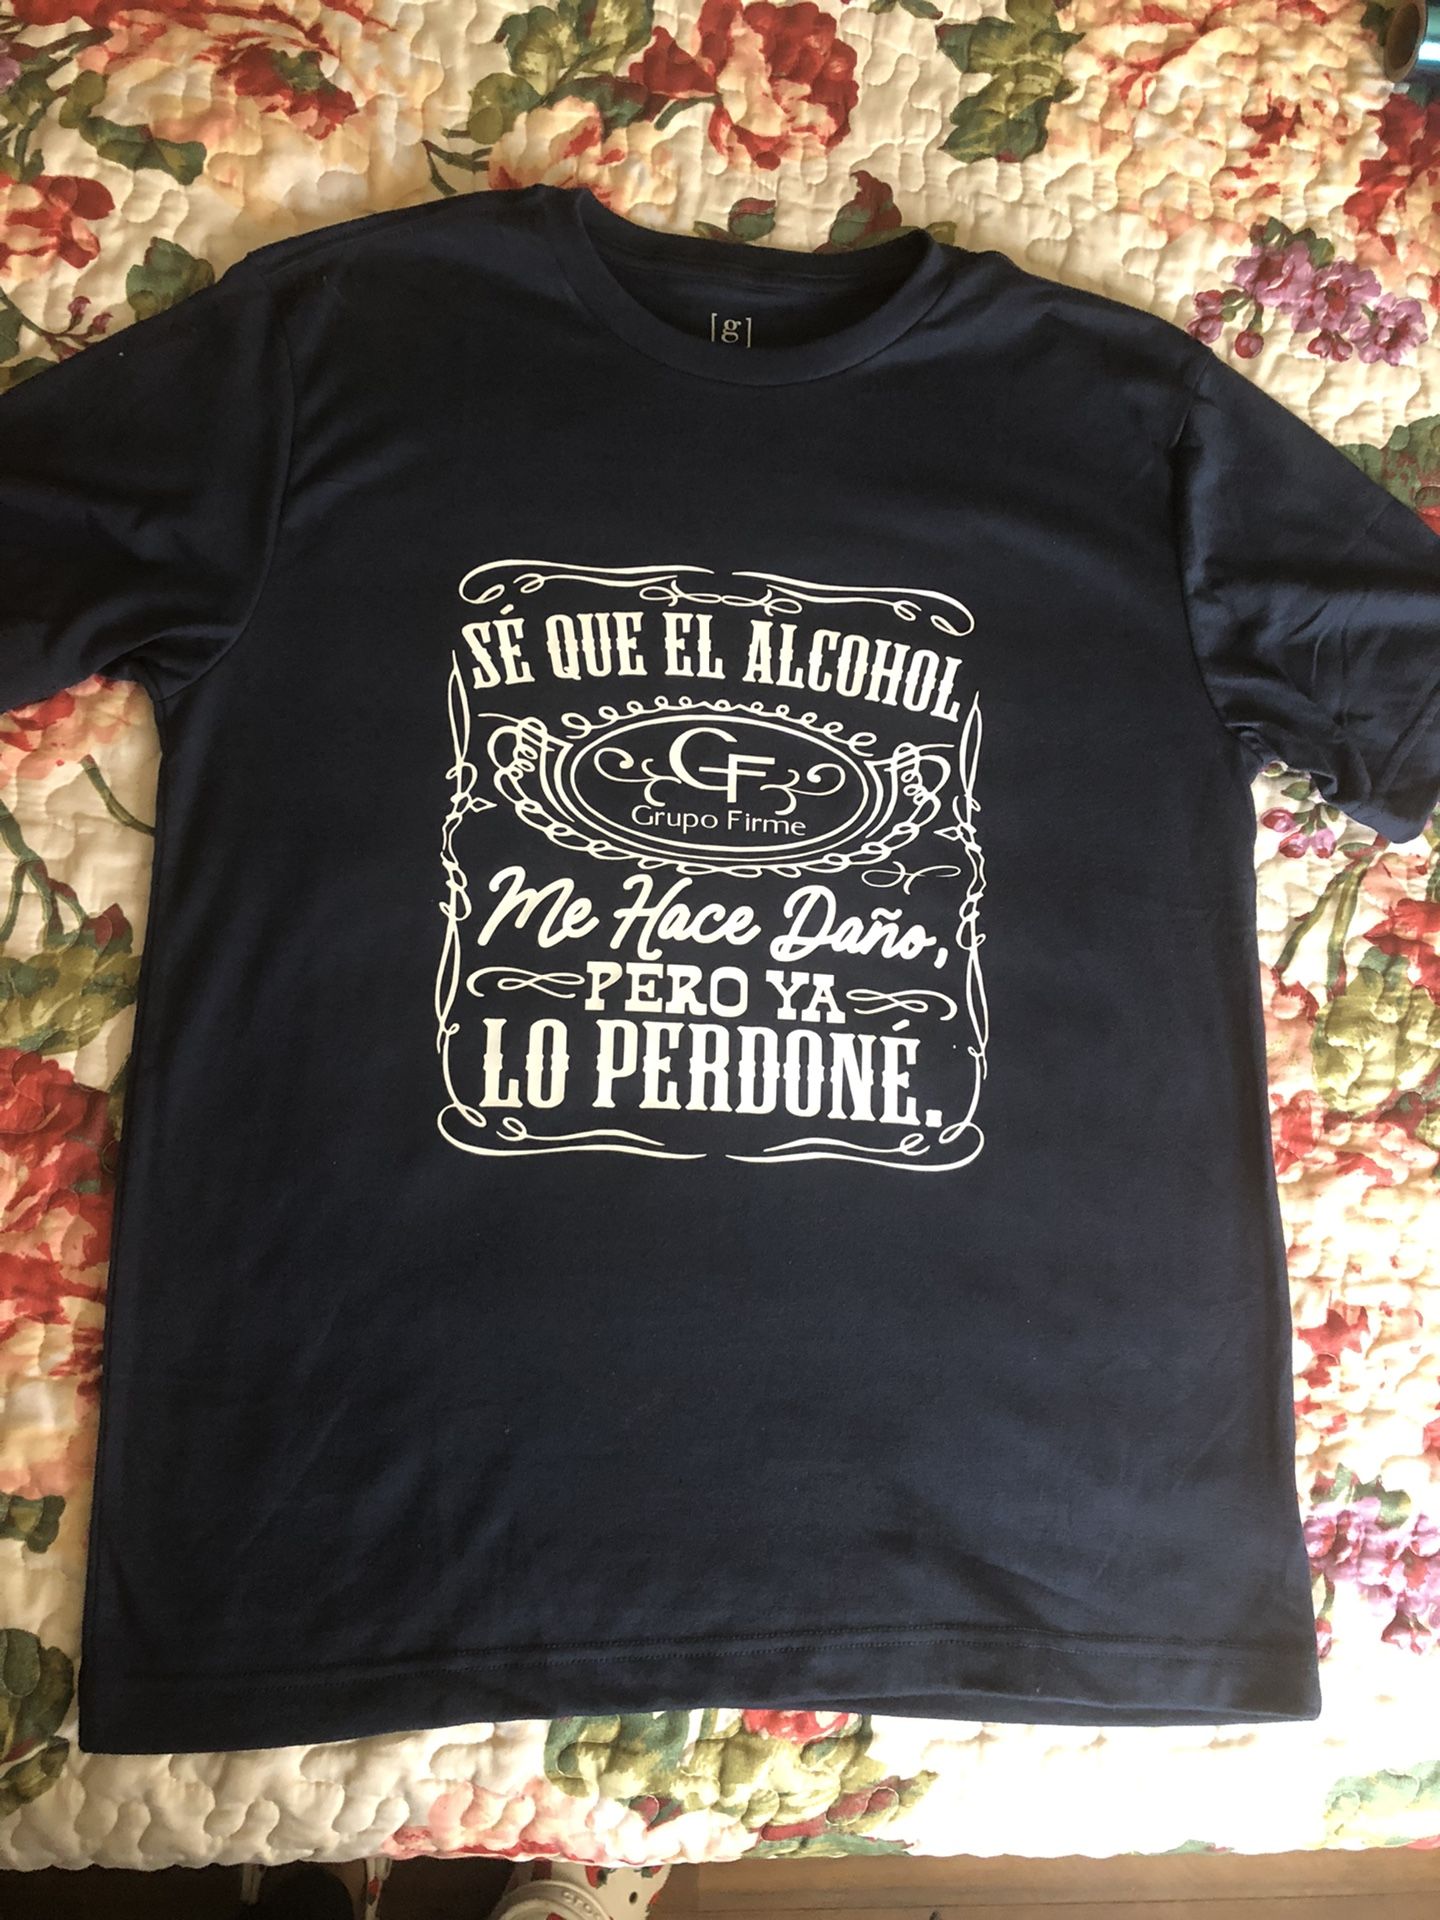 [g]
SÉ QUE EL ALCOHOL
GF
Grupo Firme
Me Hace Daño,
PERO YA
LO PERDONÉ.